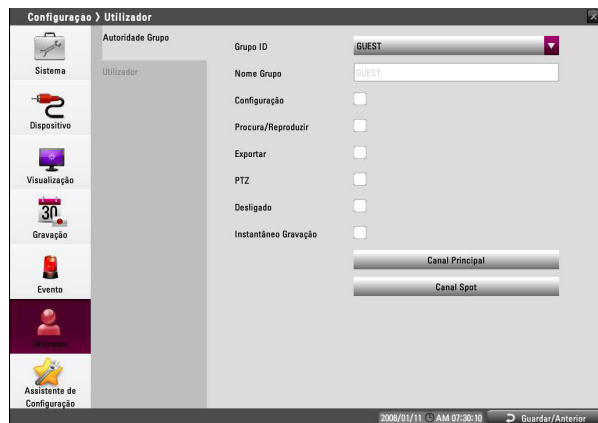 Configuração > Utilizador
Sistema
Dispositivo
Visualização
30
Gravação
Evento
Utilizador
Assistente de
Configuração
Autoridade Grupo
Utilizador
Grupo ID
GUEST
Nome Grupo
GUEST
Configuração
Procura/Reproduzir
Exportar
PTZ
Desligado
Instantâneo Gravação
Canal Principal
Canal Spot
2008/01/11 AM 07:30:10
Guardar/Anterior